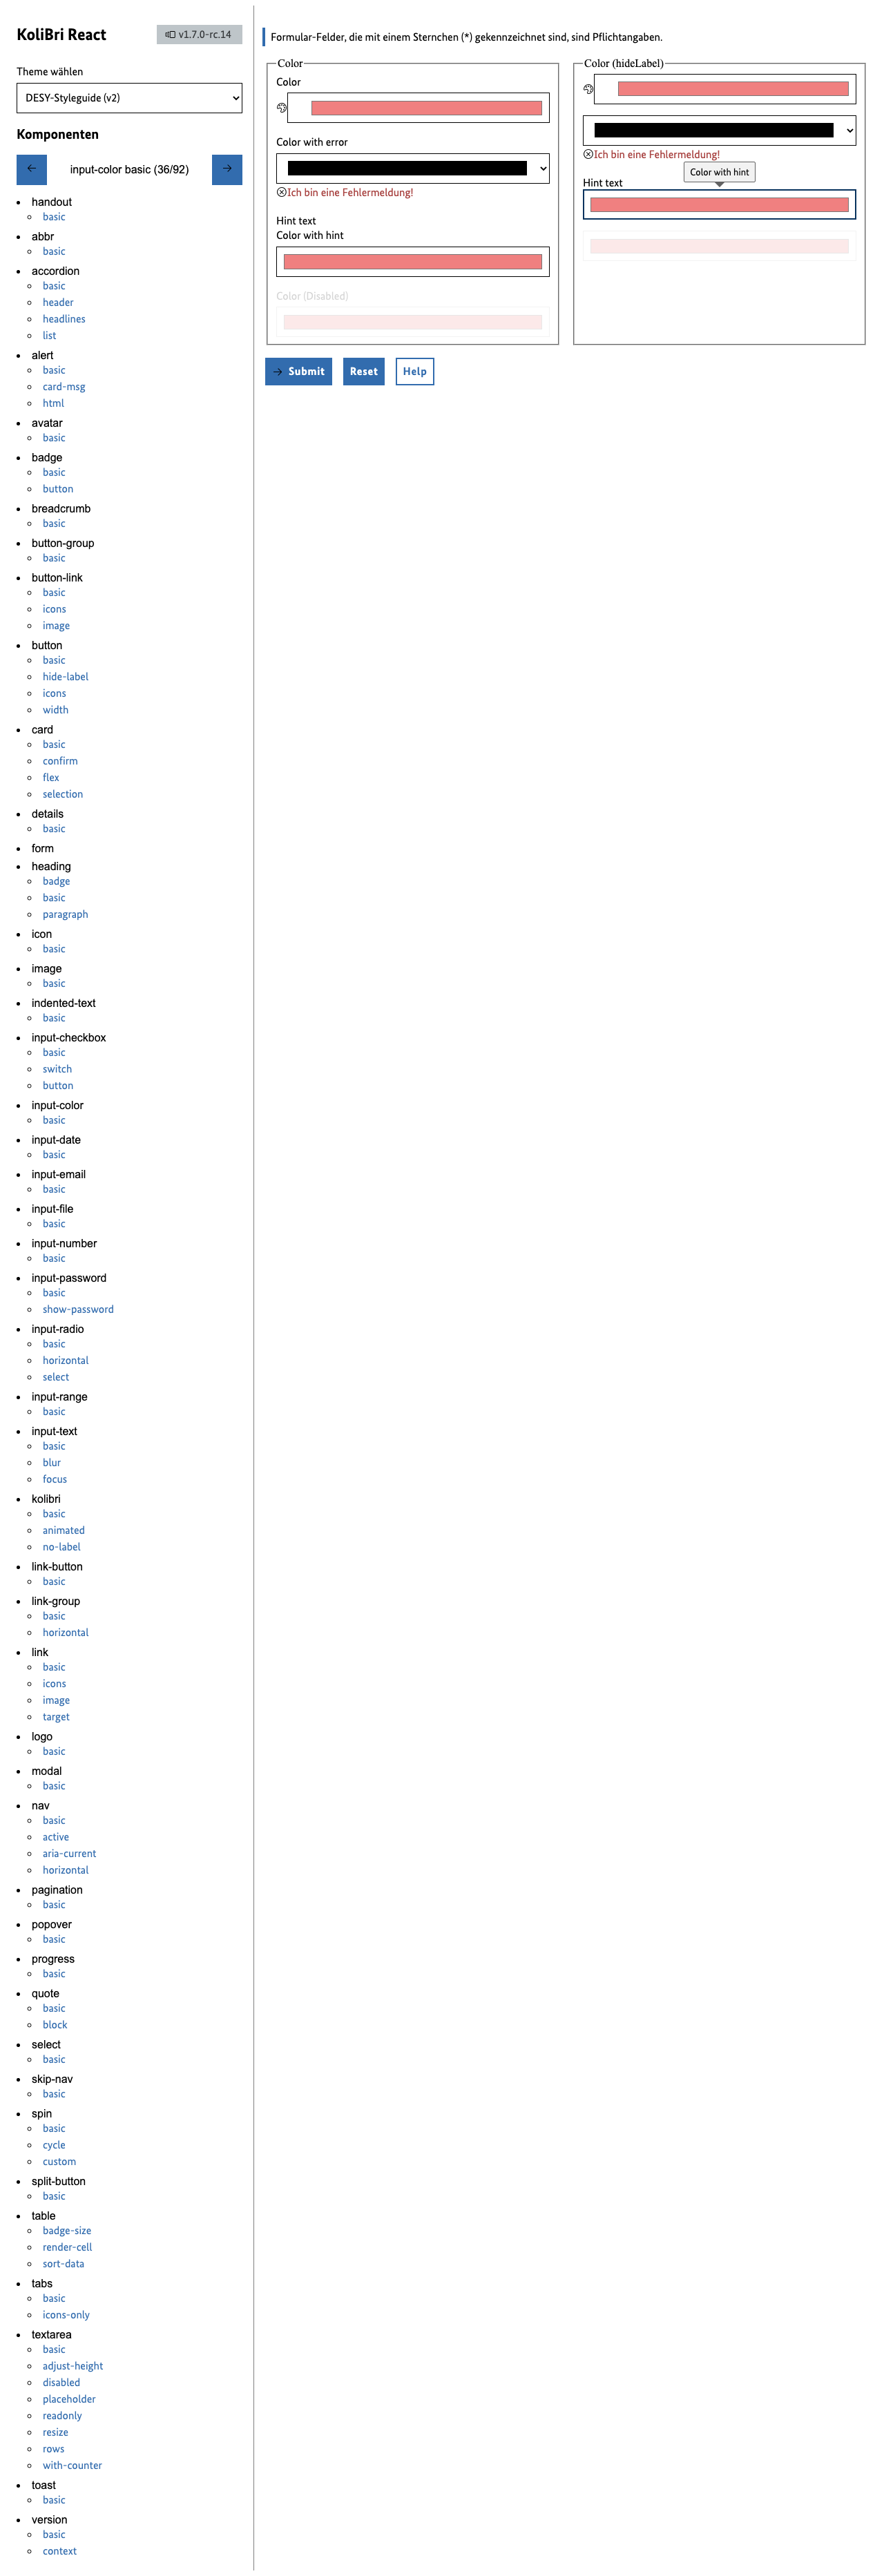 KoliBri React
v1.7.0-rc.14
Theme wählen
DESY-Styleguide (v2)
Komponenten
← input-color basic (36/92) →
handout
basic
abbr
basic
accordion
basic
header
headlines
list
alert
basic
card-msg
html
avatar
basic
badge
basic
button
breadcrumb
basic
button-group
basic
button-link
basic
icons
image
button
basic
hide-label
icons
width
card
basic
confirm
flex
selection
details
basic
form
heading
badge
basic
paragraph
icon
basic
image
basic
indented-text
basic
input-checkbox
basic
switch
button
input-color
basic
input-date
basic
input-email
basic
input-file
basic
input-number
basic
input-password
basic
show-password
input-radio
basic
horizontal
select
input-range
basic
input-text
basic
blur
focus
kolibri
basic
animated
no-label
link-button
basic
link-group
basic
horizontal
link
basic
icons
image
target
logo
basic
modal
basic
nav
basic
active
aria-current
horizontal
pagination
basic
popover
basic
progress
basic
quote
basic
block
select
basic
skip-nav
basic
spin
basic
cycle
custom
split-button
basic
table
badge-size
render-cell
sort-data
tabs
basic
icons-only
textarea
basic
adjust-height
disabled
placeholder
readonly
resize
rows
with-counter
toast
basic
version
basic
context
Formular-Felder, die mit einem Sternchen (*) gekennzeichnet sind, sind Pflichtangaben.
Color
Color
Color with error
Ich bin eine Fehlermeldung!
Hint text
Color with hint
Color (Disabled)
Color (hideLabel)
Ich bin eine Fehlermeldung!
Color with hint
Hint text
→ Submit
Reset
Help